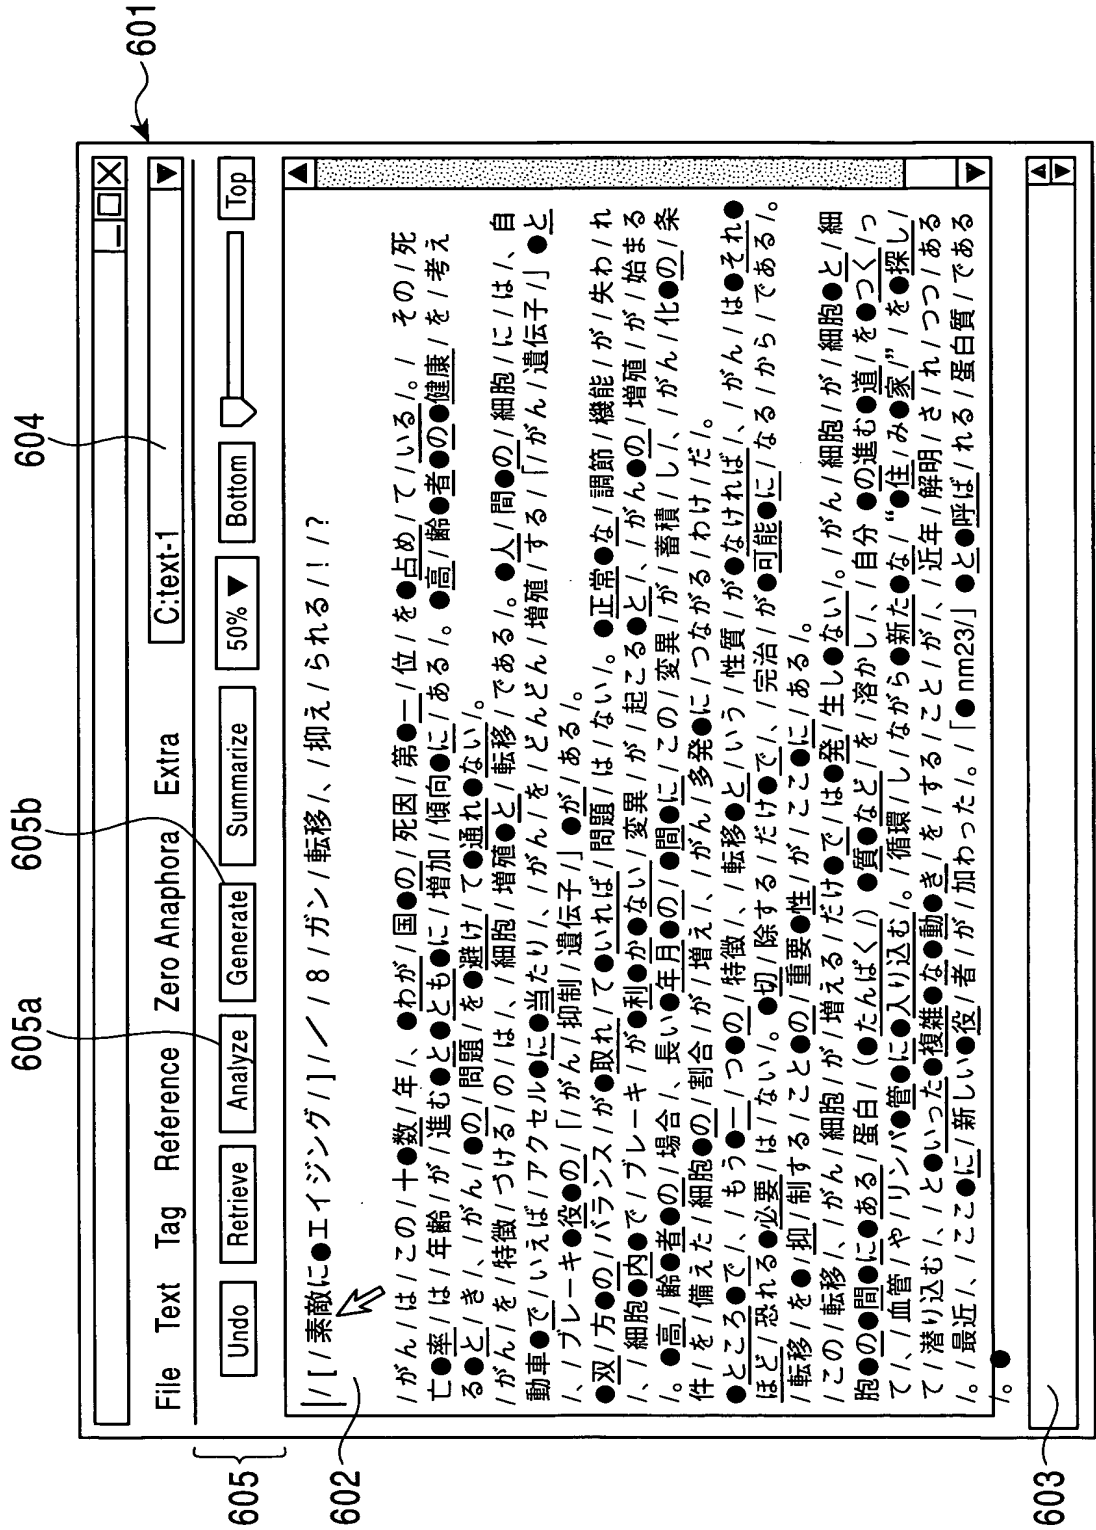 601
604
605b
605a
File Text Tag Reference Zero Anaphora Extra
C:text-1
Undo Retrieve Analyze Generate Summarize 50% ▼ Bottom Top
605
602
/[/素敵に●エイジング/]/／/8/ガン/転移/、/抑え/られる/!/?
/がん/は/この/十●数/年/、●わが/国●の/死因/第●一/位/を●占め/て/いる/。/ その/死
亡●率/は/年齢/が/進む●と●とも●に/増加/傾向●に/ある/。●高/齢●者●の●健康/を/考え
る●と/き/、/がん/●の/問題/を●避け/て●通れ●ない/。
/がん/を/特徴/づける/の/は/、/細胞/増殖●と/転移/である/。●人/間●の/細胞/に/は/、自
動車●で/いえば/アクセル●に●当たり/、/がん/を/どんどん/増殖/する/「/がん/遺伝子/」●と
/、/ブレーキ●役●の/「/がん/抑制/遺伝子/」●が/ある/。
●双/方●の/バランス/が●取れ/て●いれば/問題/は/ない/。●正常●な/調節/機能/が/失わ/れ
/、/細胞●内●で/ブレーキ/が●利●か●ない/変異/が/起こる●と/、/がん●の/増殖/が/始まる
/。●高/齢●者●の/場合/、長い●年月●の/●間●に/この/変異/が/蓄積/し/、/がん/化●の/条
件/を/備えた/細胞●の/割合/が/増え/、/がん/多発●に/つながる/わけ/だ/。
●ところ●で/、/もう●一/つ●の/特徴/、/転移●と/いう/性質/が●なければ/、/がん/は●それ●
ほど/恐れる●必要/は/ない/。●切/除する/だけ●で/、/完治/が●可能●に/なる/から/である/。
/転移/を●/抑/制する/こと●の/重要●性/が/ここ●に/ある/。
/この/転移/、/がん/細胞/が/増える/だけ●で/は●発/生し●ない/。/がん/細胞/が/細胞●と/細
胞●の●間●に●ある/蛋白/（●たんぱく/）●質●など/を/溶かし/、/自分 ●の進む●道/を●つく/っ
て/、/血管/や/リンパ●管●に●入り込む/。/循環/し/ながら●新た●な/“●住/み●家/”/を●探し/
て/潜り込む/、/と●いった●複雑●な●動●き/を/する/こと/が/、/近年/解明/さ/れ/つつ/ある
/。/最近/、/ここ●に/新しい●役/者/が/加わった/。/「●nm23/」●と●呼ば/れる/蛋白質/である
/。●
603